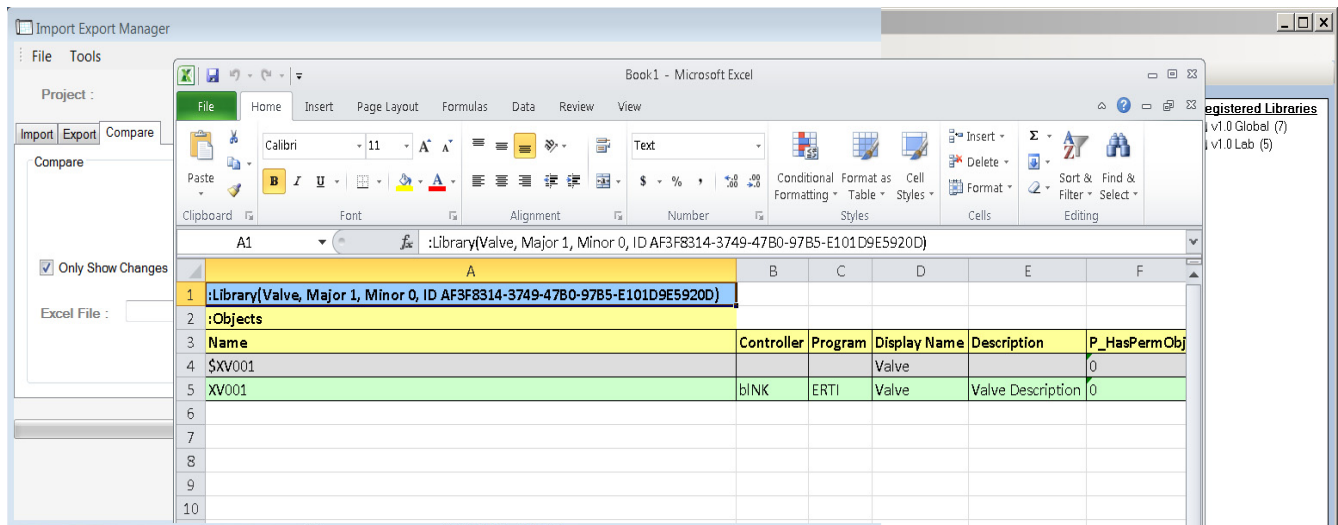 Import Export Manager
File Tools
Project :
Import Export Compare
Compare
Only Show Changes
Excel File :
Book1 - Microsoft Excel
File Home Insert Page Layout Formulas Data Review View
Paste
Calibri 11
B I U
Text
$ % ,
Conditional Formatting
Format as Table
Cell Styles
Insert
Delete
Format
Sort & Filter
Find & Select
Clipboard Font Alignment Number Styles Cells Editing
A1 fx :Library(Valve, Major 1, Minor 0, ID AF3F8314-3749-47B0-97B5-E101D9E5920D)
A B C D E F
1 :Library(Valve, Major 1, Minor 0, ID AF3F8314-3749-47B0-97B5-E101D9E5920D)
2 :Objects
3 Name Controller Program Display Name Description P_HasPermObj
4 $XV001 Valve 0
5 XV001 blNK ERTI Valve Valve Description 0
6
7
8
9
10
egistered Libraries
v1.0 Global (7)
v1.0 Lab (5)